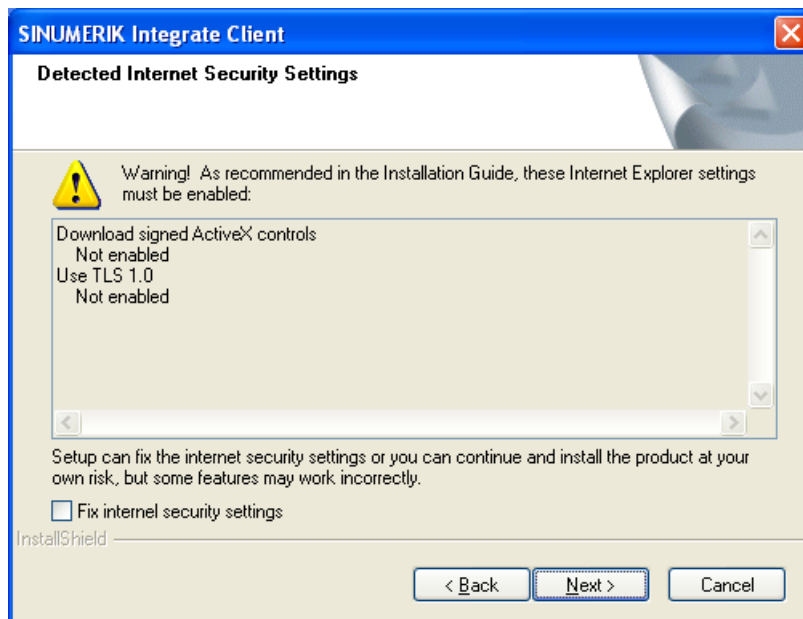 SINUMERIK Integrate Client
Detected Internet Security Settings
Warning! As recommended in the Installation Guide, these Internet Explorer settings
must be enabled:
Download signed ActiveX controls
Not enabled
Use TLS 1.0
Not enabled
Setup can fix the internet security settings or you can continue and install the product at your
own risk, but some features may work incorrectly.
Fix internel security settings
InstallShield
< Back
Next >
Cancel